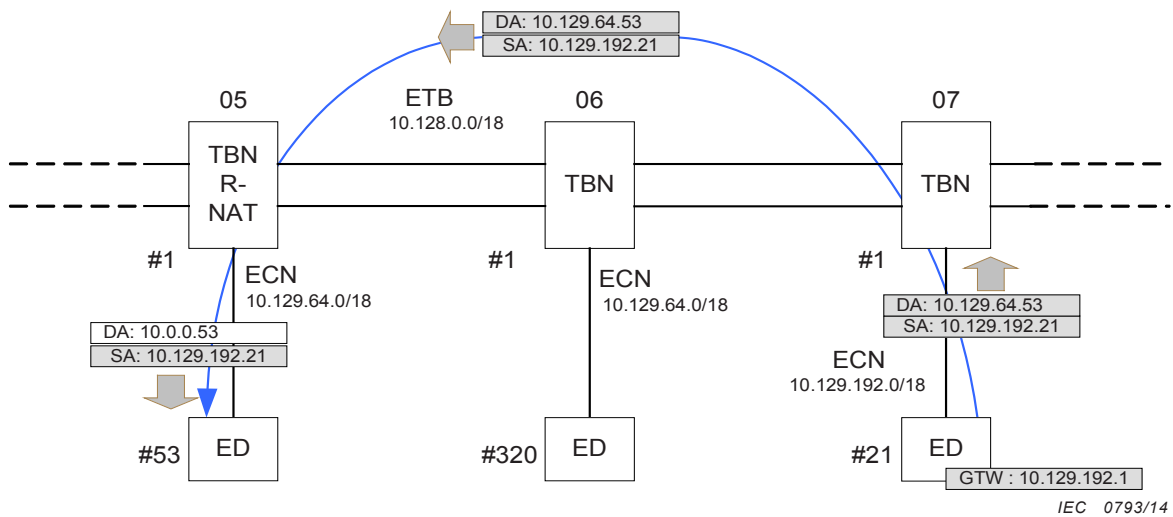 DA: 10.129.64.53
SA: 10.129.192.21
05
ETB
10.128.0.0/18
06
07
TBN
R-
NAT
TBN
TBN
#1
#1
#1
ECN
10.129.64.0/18
ECN
10.129.64.0/18
DA: 10.129.64.53
SA: 10.129.192.21
DA: 10.0.0.53
SA: 10.129.192.21
ECN
10.129.192.0/18
#53
ED
#320
ED
#21
ED
GTW : 10.129.192.1
IEC 0793/14